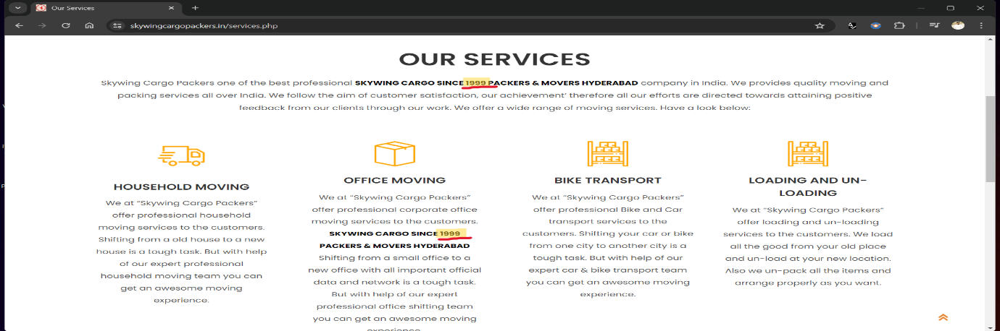 Our Services
skywingcargopackers.in/services.php
OUR SERVICES
Skywing Cargo Packers one of the best professional SKYWING CARGO SINCE 1999 PACKERS & MOVERS HYDERABAD company in India. We provides quality moving and
packing services all over India. We follow the aim of customer satisfaction, our achievement' therefore all our efforts are directed towards attaining positive
feedback from our clients through our work. We offer a wide range of moving services. Have a look below:
HOUSEHOLD MOVING
We at "Skywing Cargo Packers"
offer professional household
moving services to the customers.
Shifting from a old house to a new
house is a tough task. But with help
of our expert professional
household moving team you can
get an awesome moving
experience.
OFFICE MOVING
We at "Skywing Cargo Packers"
offer professional corporate office
moving services to the customers.
SKYWING CARGO SINCE 1999
PACKERS & MOVERS HYDERABAD
Shifting from a small office to a
new office with all important official
data and network is a tough task.
But with help of our expert
professional office shifting team
you can get an awesome moving
experience.
BIKE TRANSPORT
We at "Skywing Cargo Packers"
offer professional Bike and Car
transport services to the
customers. Shifting your car or bike
from one city to another city is a
tough task. But with help of our
expert car & bike transport team
you can get an awesome moving
experience.
LOADING AND UN-
LOADING
We at "Skywing Cargo Packers"
offer loading and un-loading
services to the customers. We load
all the good from your old place
and un-load at your new location.
Also we un-pack all the items and
arrange properly as you want.